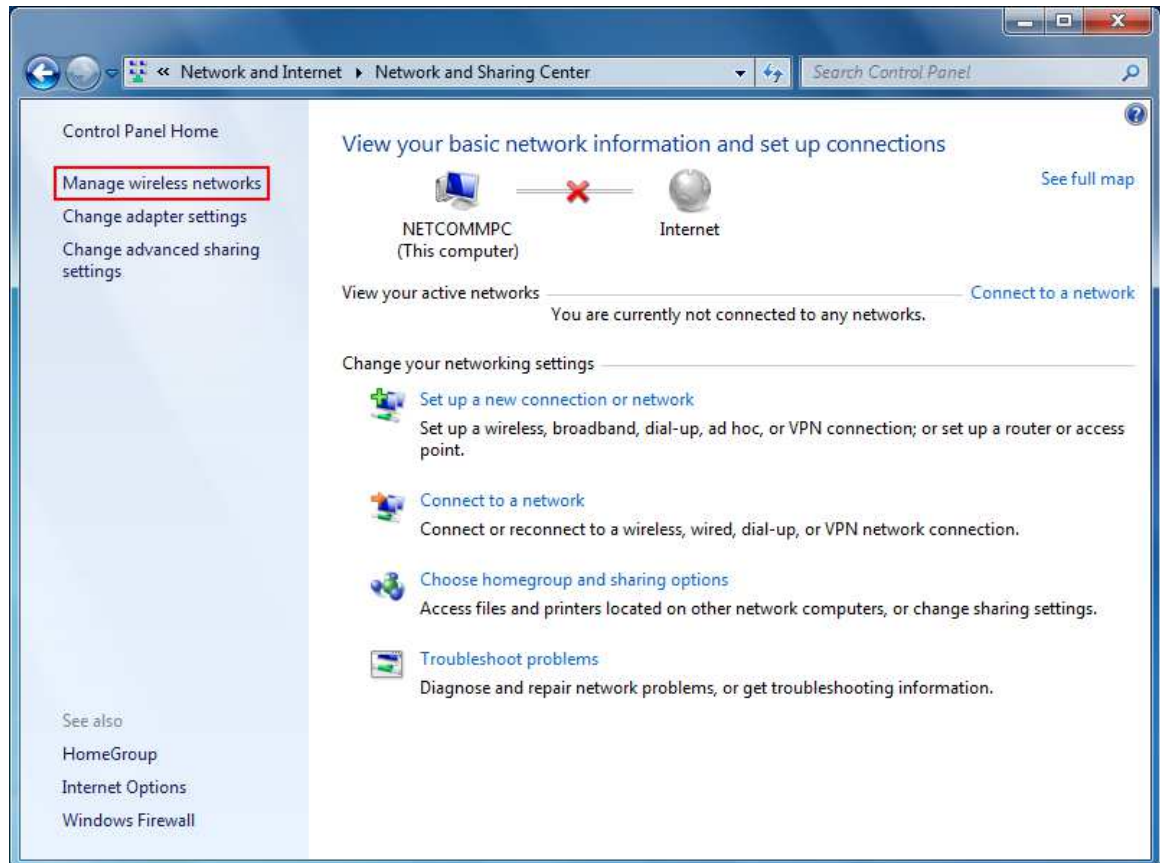 « Network and Internet ▸ Network and Sharing Center
Search Control Panel
Control Panel Home
Manage wireless networks
Change adapter settings
Change advanced sharing
settings
See also
HomeGroup
Internet Options
Windows Firewall
View your basic network information and set up connections
See full map
NETCOMMPC
(This computer)
Internet
View your active networks
Connect to a network
You are currently not connected to any networks.
Change your networking settings
Set up a new connection or network
Set up a wireless, broadband, dial-up, ad hoc, or VPN connection; or set up a router or access
point.
Connect to a network
Connect or reconnect to a wireless, wired, dial-up, or VPN network connection.
Choose homegroup and sharing options
Access files and printers located on other network computers, or change sharing settings.
Troubleshoot problems
Diagnose and repair network problems, or get troubleshooting information.